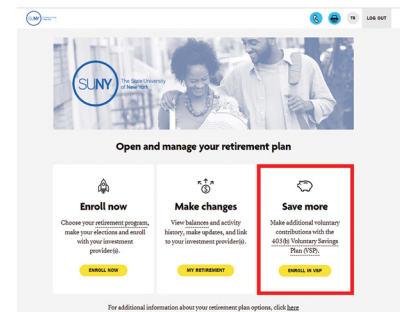 SUNY
TB
LOG OUT
SUNY
The State University
of New York
Open and manage your retirement plan
Enroll now
Choose your retirement program,
make your elections and enroll
with your investment
provider(s).
ENROLL NOW
Make changes
View balances and activity
history, make updates, and link
to your investment provider(s).
MY RETIREMENT
Save more
Make additional voluntary
contributions with the
403(b) Voluntary Savings
Plan (VSP).
ENROLL IN VSP
For additional information about your retirement plan options, click here